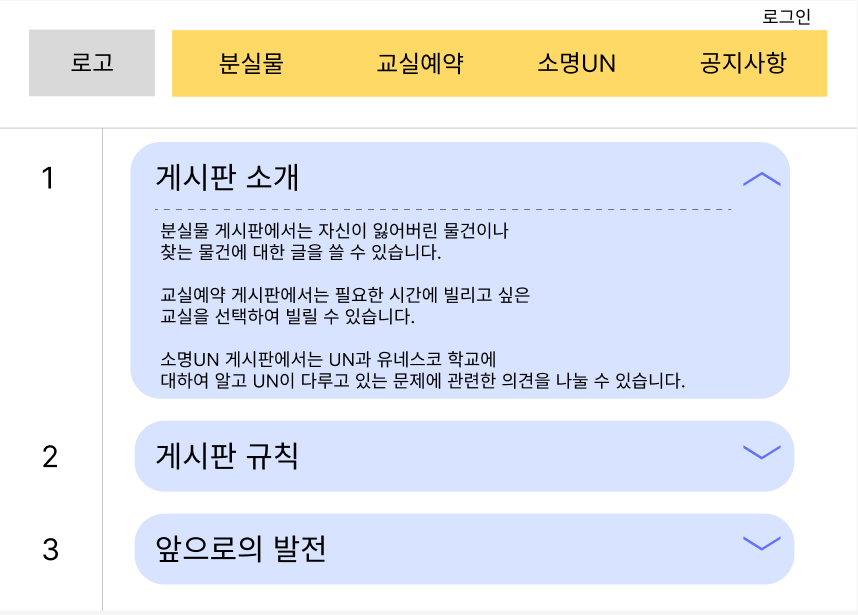 로그인
로고
분실물
교실예약
소명UN
공지사항
1
게시판 소개
분실물 게시판에서는 자신이 잃어버린 물건이나
찾는 물건에 대한 글을 쓸 수 있습니다.
교실예약 게시판에서는 필요한 시간에 빌리고 싶은
교실을 선택하여 빌릴 수 있습니다.
소명UN 게시판에서는 UN과 유네스코 학교에
대하여 알고 UN이 다루고 있는 문제에 관련한 의견을 나눌 수 있습니다.
2
게시판 규칙
3
앞으로의 발전